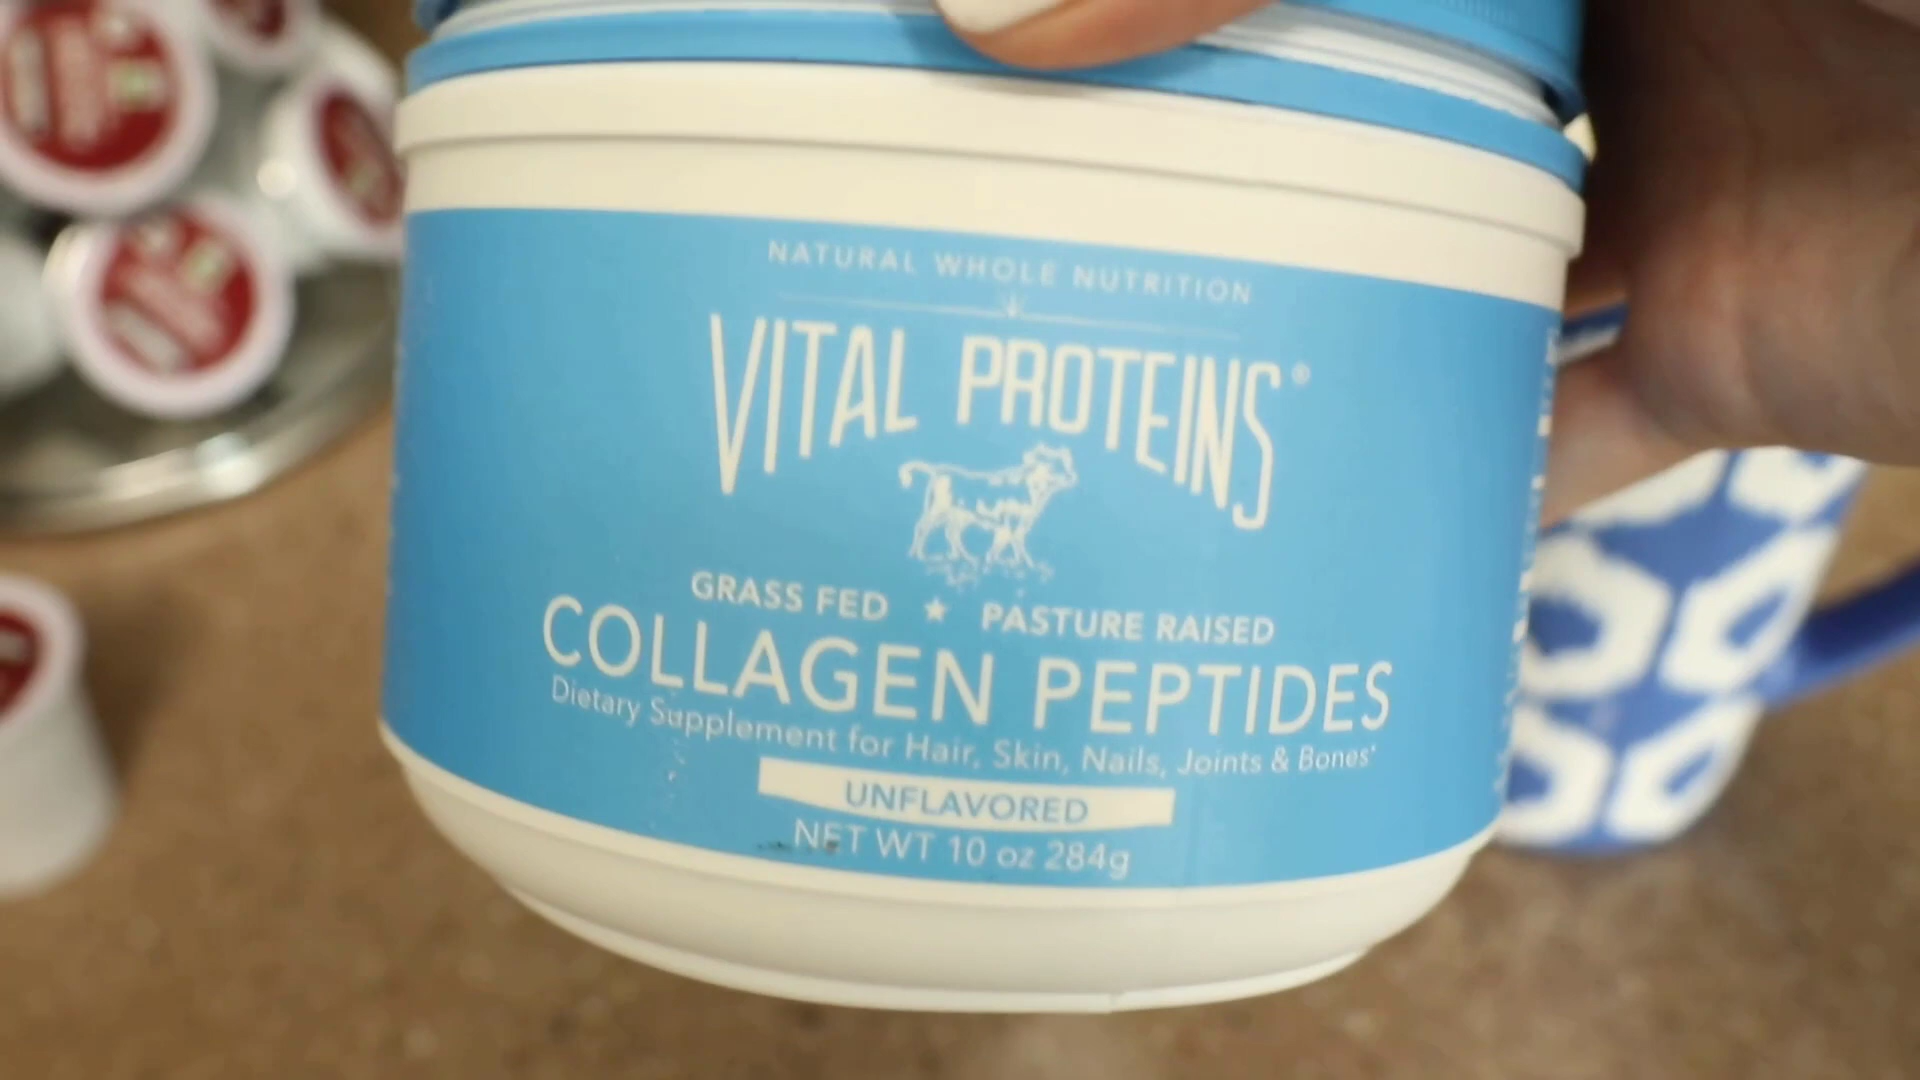 NATURAL WHOLE NUTRITION
VITAL PROTEINS®
GRASS FED ★ PASTURE RAISED
COLLAGEN PEPTIDES
Dietary Supplement for Hair, Skin, Nails, Joints & Bones*
UNFLAVORED
NET WT 10 oz 284g